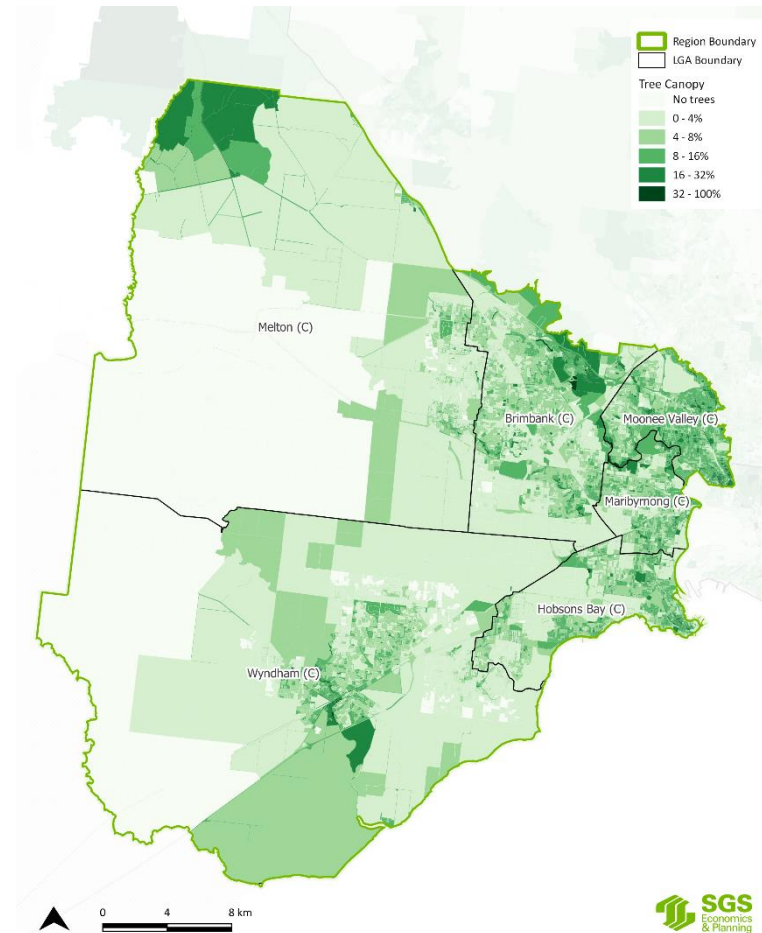 Region Boundary
LGA Boundary
Tree Canopy
No trees
0 - 4%
4 - 8%
8 - 16%
16 - 32%
32 - 100%
Melton (C)
Brimbank (C)
Moonee Valley (C)
Maribyrnong (C)
Hobsons Bay (C)
Wyndham (C)
0 4 8 km
SGS
Economics
& Planning